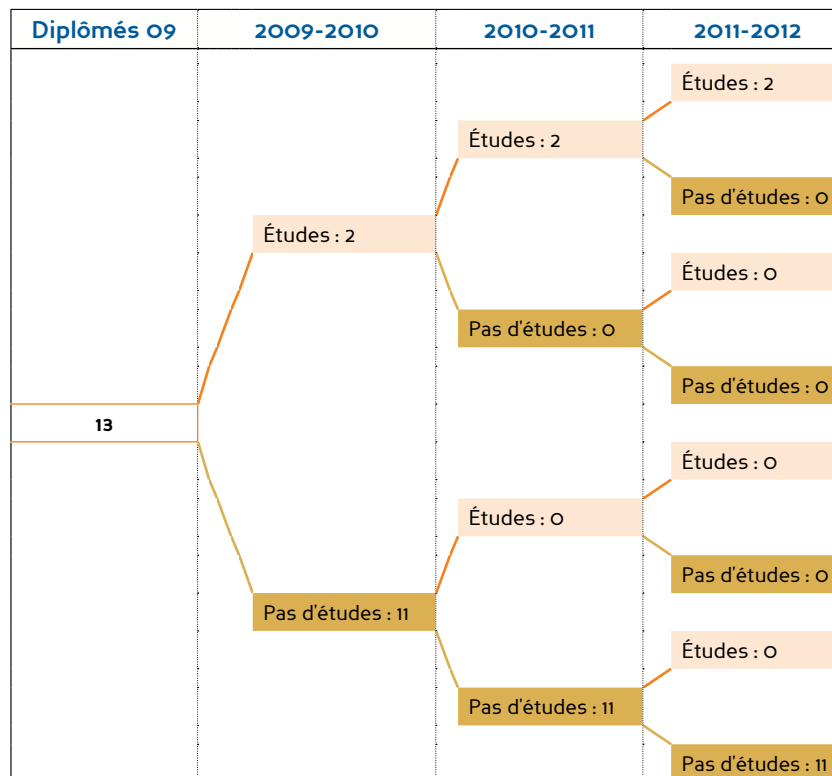 Diplômés 09 2009-2010 2010-2011 2011-2012
Études : 2
Études : 2
Pas d'études : 0
Études : 2
Études : 0
Pas d'études : 0
Pas d'études : 0
13
Études : 0
Études : 0
Pas d'études : 0
Pas d'études : 11
Études : 0
Pas d'études : 11
Pas d'études : 11